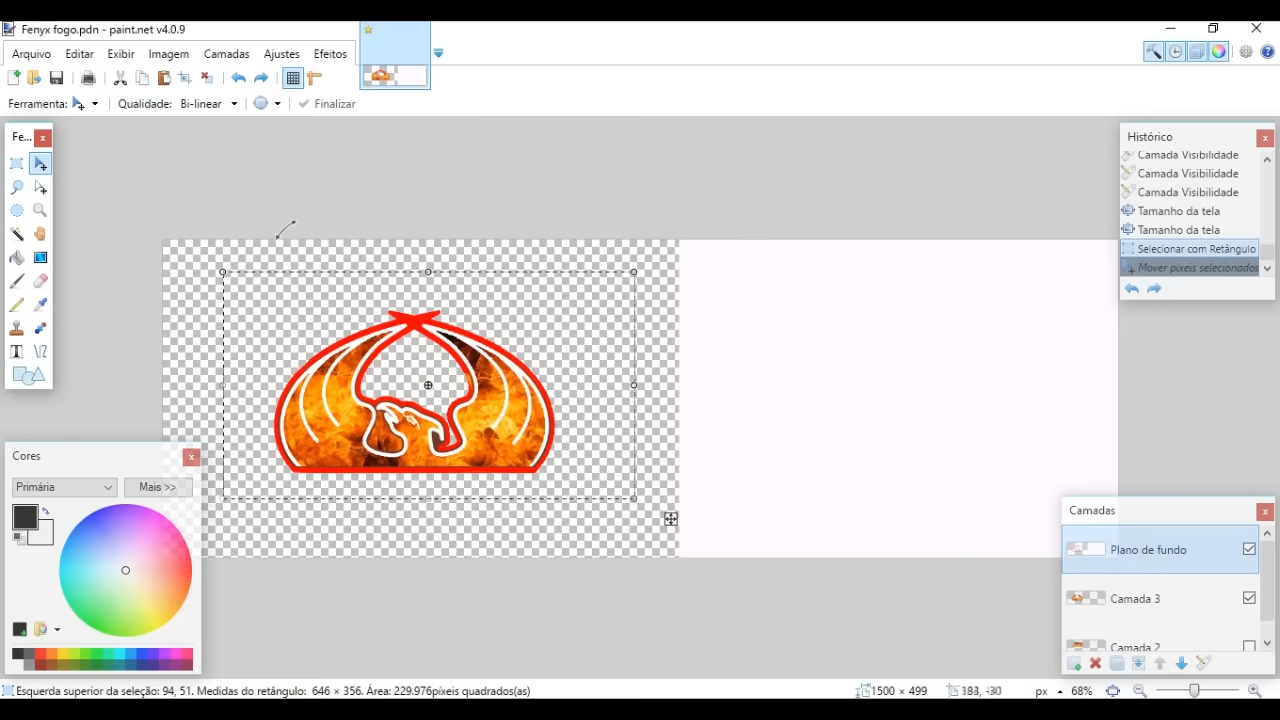 Fenyx fogo.pdn - paint.net v4.0.9
Arquivo Editar Exibir Imagem Camadas Ajustes Efeitos
Ferramenta: Qualidade: Bi-linear Finalizar
Fe...
Histórico
Camada Visibilidade
Camada Visibilidade
Camada Visibilidade
Tamanho da tela
Tamanho da tela
Selecionar com Retângulo
Mover píxeis selecionados
Cores
Primária Mais >>
Camadas
Plano de fundo
Camada 3
Camada 2
Esquerda superior da seleção: 94, 51. Medidas do retângulo: 646 × 356. Área: 229.976píxeis quadrados(as) 1500 × 499 183, -30 px 68%